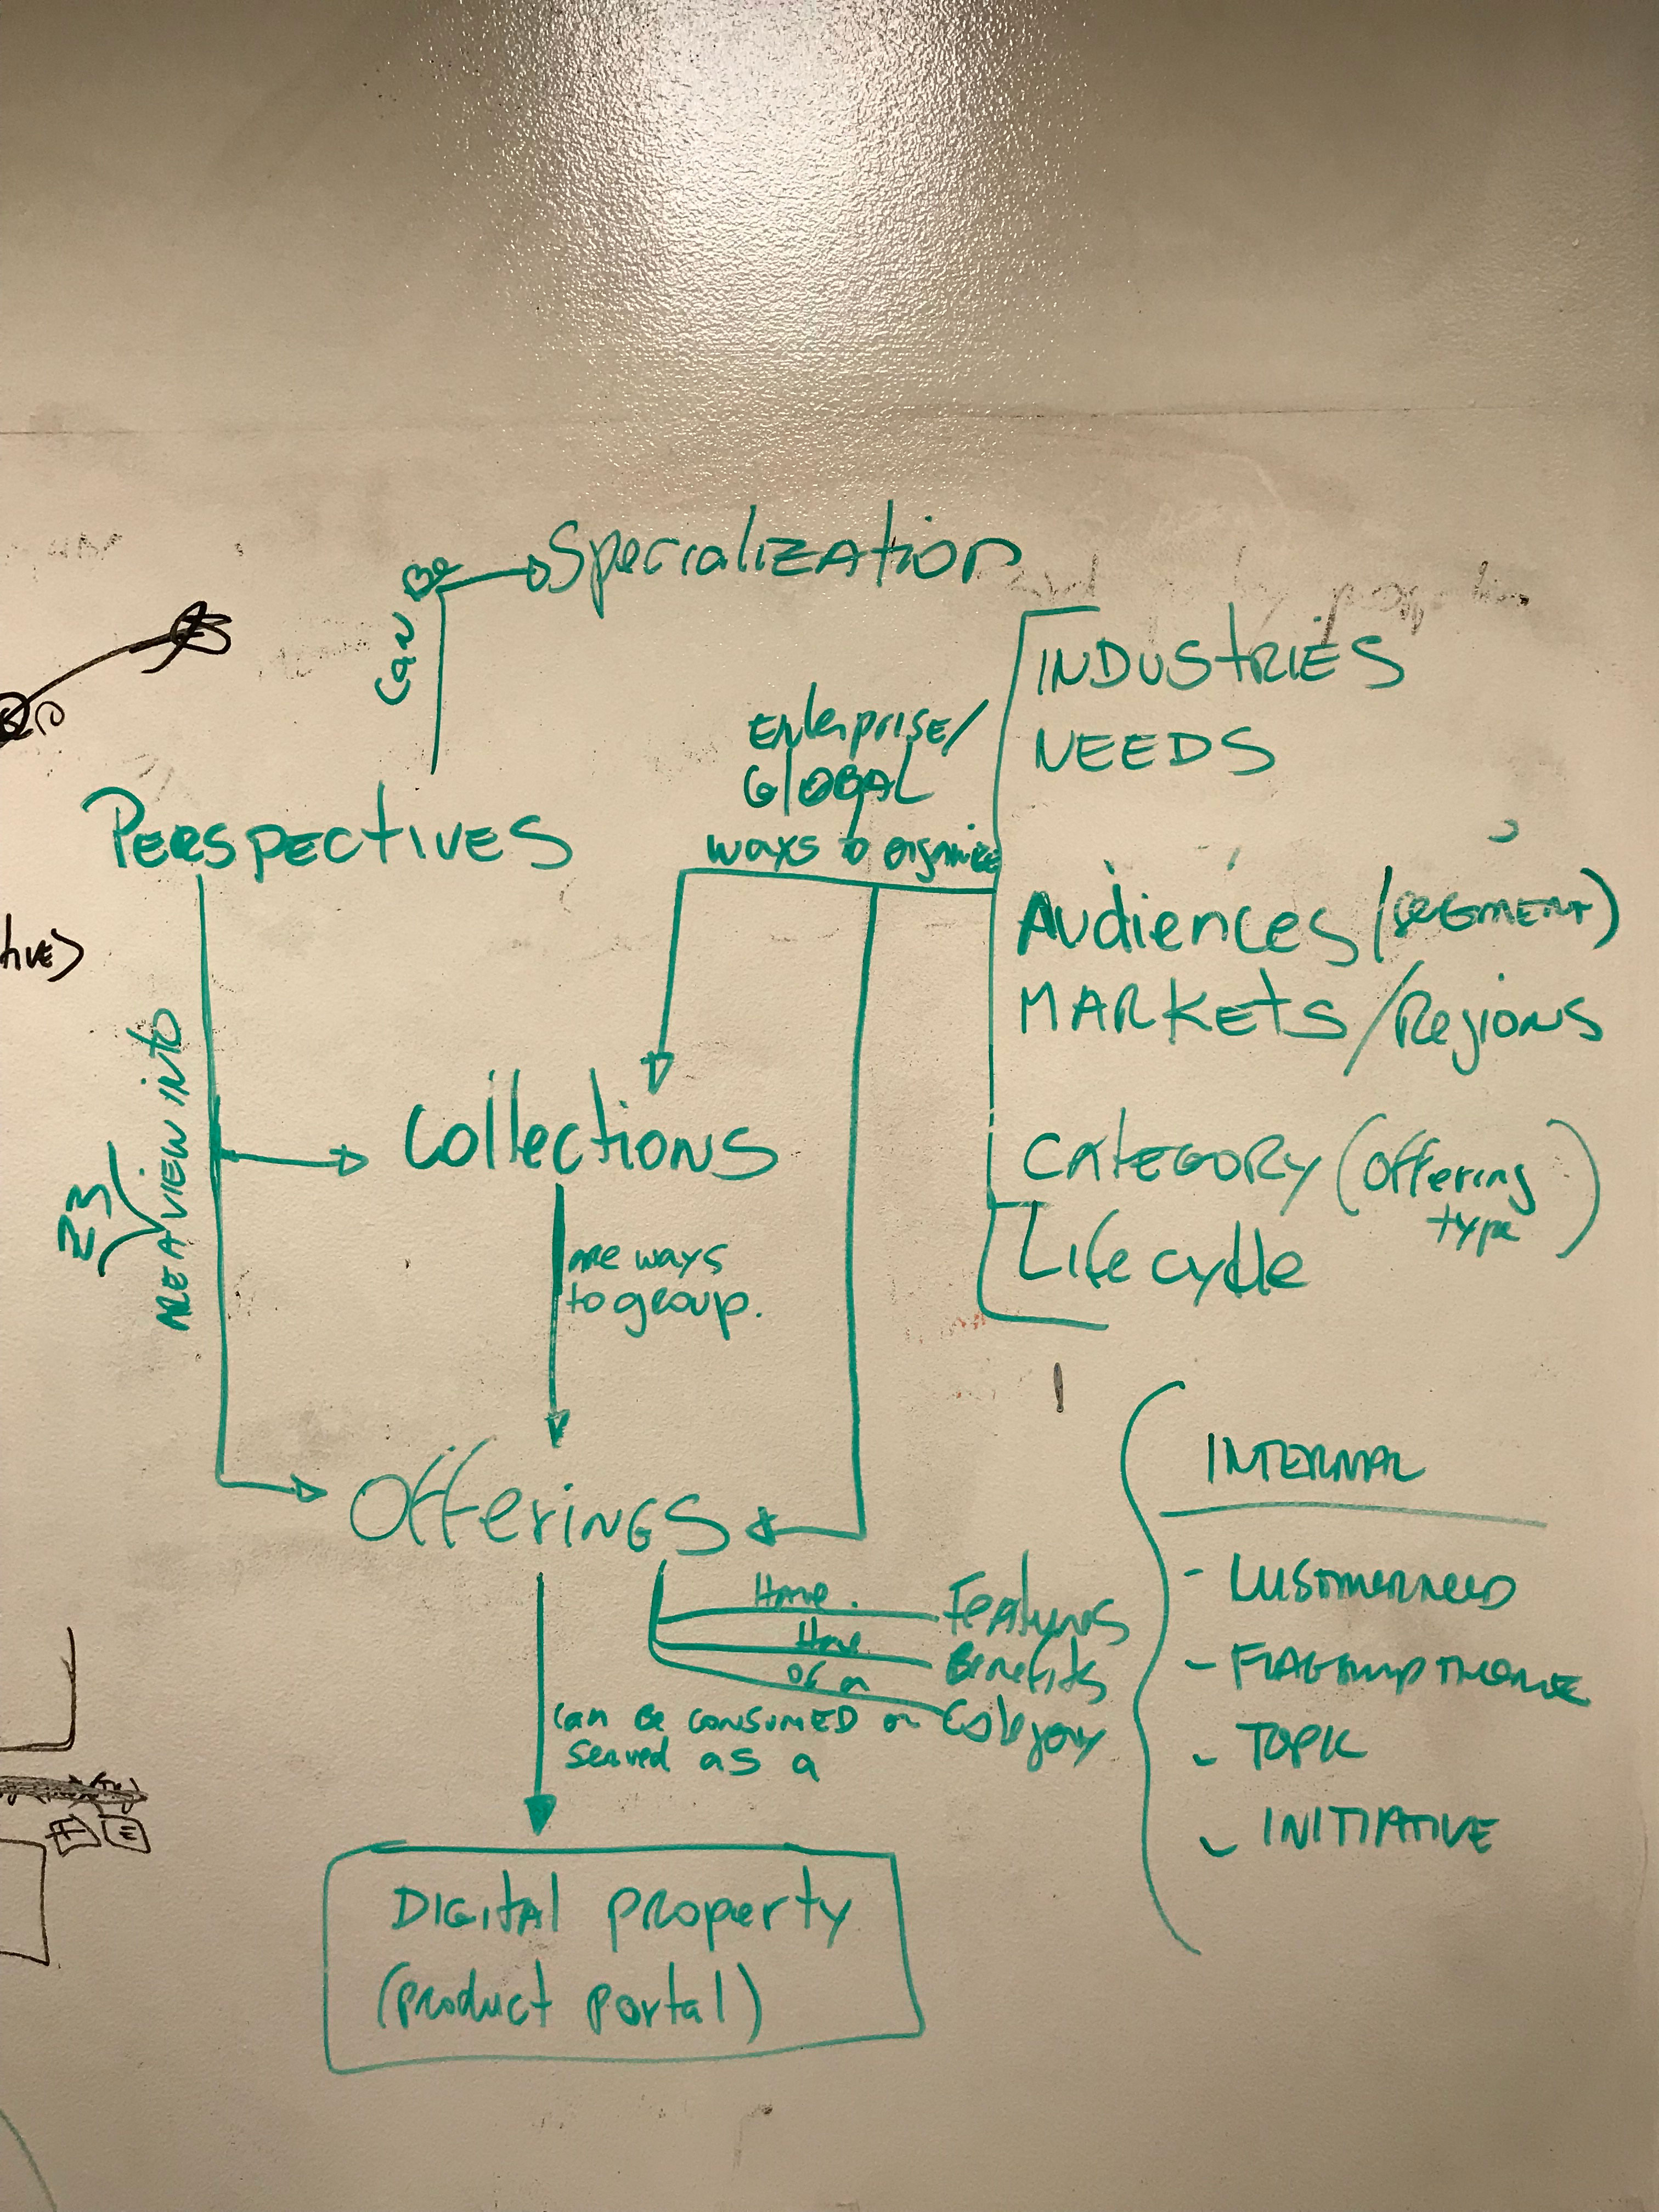 Specialization
Can Be
INDUSTRIES
Enterprise/
GLOBAL
ways to organize
NEEDS
Perspectives
Audiences (segment)
MARKETS/Regions
tive)
ARE A VIEW INTO
Collections
CATEGORY (Offering
type)
Life cycle
are ways
to group.
Offerings
Have
Features
Have
Benefits
of a
Category
can be consumed or
served as a
DIGITAL property
(product portal)
INTERNAL
- CUSTOMER NEED
- FLAGSHIP THEME
- TOPIC
- INITIATIVE